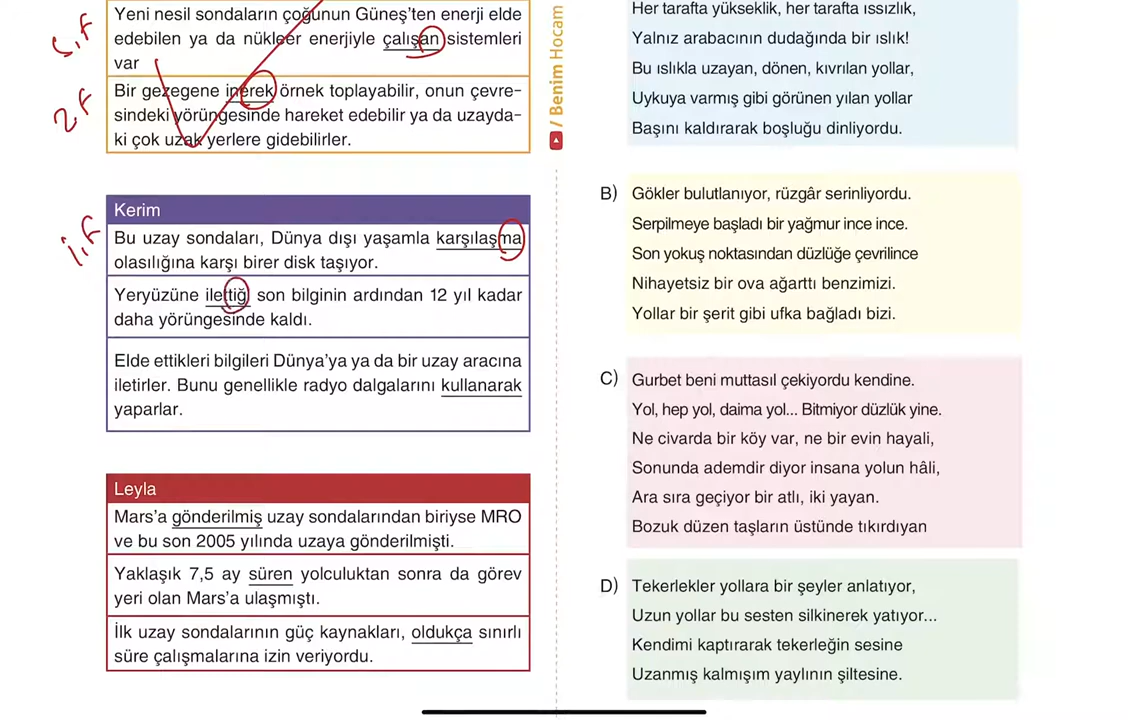 Yeni nesil sondaların çoğunun Güneş'ten enerji elde
edebilen ya da nükleer enerjiyle çalışan sistemleri
var
S.F
Bir gezegene inerek örnek toplayabilir, onun çevre-
sindeki yörüngesinde hareket edebilir ya da uzayda-
ki çok uzak yerlere gidebilirler.
Z.F
Kerim
Bu uzay sondaları, Dünya dışı yaşamla karşılaşma
olasılığına karşı birer disk taşıyor.
İ.F
Yeryüzüne ilettiği son bilginin ardından 12 yıl kadar
daha yörüngesinde kaldı.
Elde ettikleri bilgileri Dünya'ya ya da bir uzay aracına
iletirler. Bunu genellikle radyo dalgalarını kullanarak
yaparlar.
Leyla
Mars'a gönderilmiş uzay sondalarından biriyse MRO
ve bu son 2005 yılında uzaya gönderilmişti.
Yaklaşık 7,5 ay süren yolculuktan sonra da görev
yeri olan Mars'a ulaşmıştı.
İlk uzay sondalarının güç kaynakları, oldukça sınırlı
süre çalışmalarına izin veriyordu.
/ Benim Hocam
Her tarafta yükseklik, her tarafta ıssızlık,
Yalnız arabacının dudağında bir ıslık!
Bu ıslıkla uzayan, dönen, kıvrılan yollar,
Uykuya varmış gibi görünen yılan yollar
Başını kaldırarak boşluğu dinliyordu.
B) Gökler bulutlanıyor, rüzgâr serinliyordu.
Serpilmeye başladı bir yağmur ince ince.
Son yokuş noktasından düzlüğe çevrilince
Nihayetsiz bir ova ağarttı benzimizi.
Yollar bir şerit gibi ufka bağladı bizi.
C) Gurbet beni muttasıl çekiyordu kendine.
Yol, hep yol, daima yol... Bitmiyor düzlük yine.
Ne civarda bir köy var, ne bir evin hayali,
Sonunda ademdir diyor insana yolun hâli,
Ara sıra geçiyor bir atlı, iki yayan.
Bozuk düzen taşların üstünde tıkırdıyan
D) Tekerlekler yollara bir şeyler anlatıyor,
Uzun yollar bu sesten silkinerek yatıyor...
Kendimi kaptırarak tekerleğin sesine
Uzanmış kalmışım yaylının şiltesine.